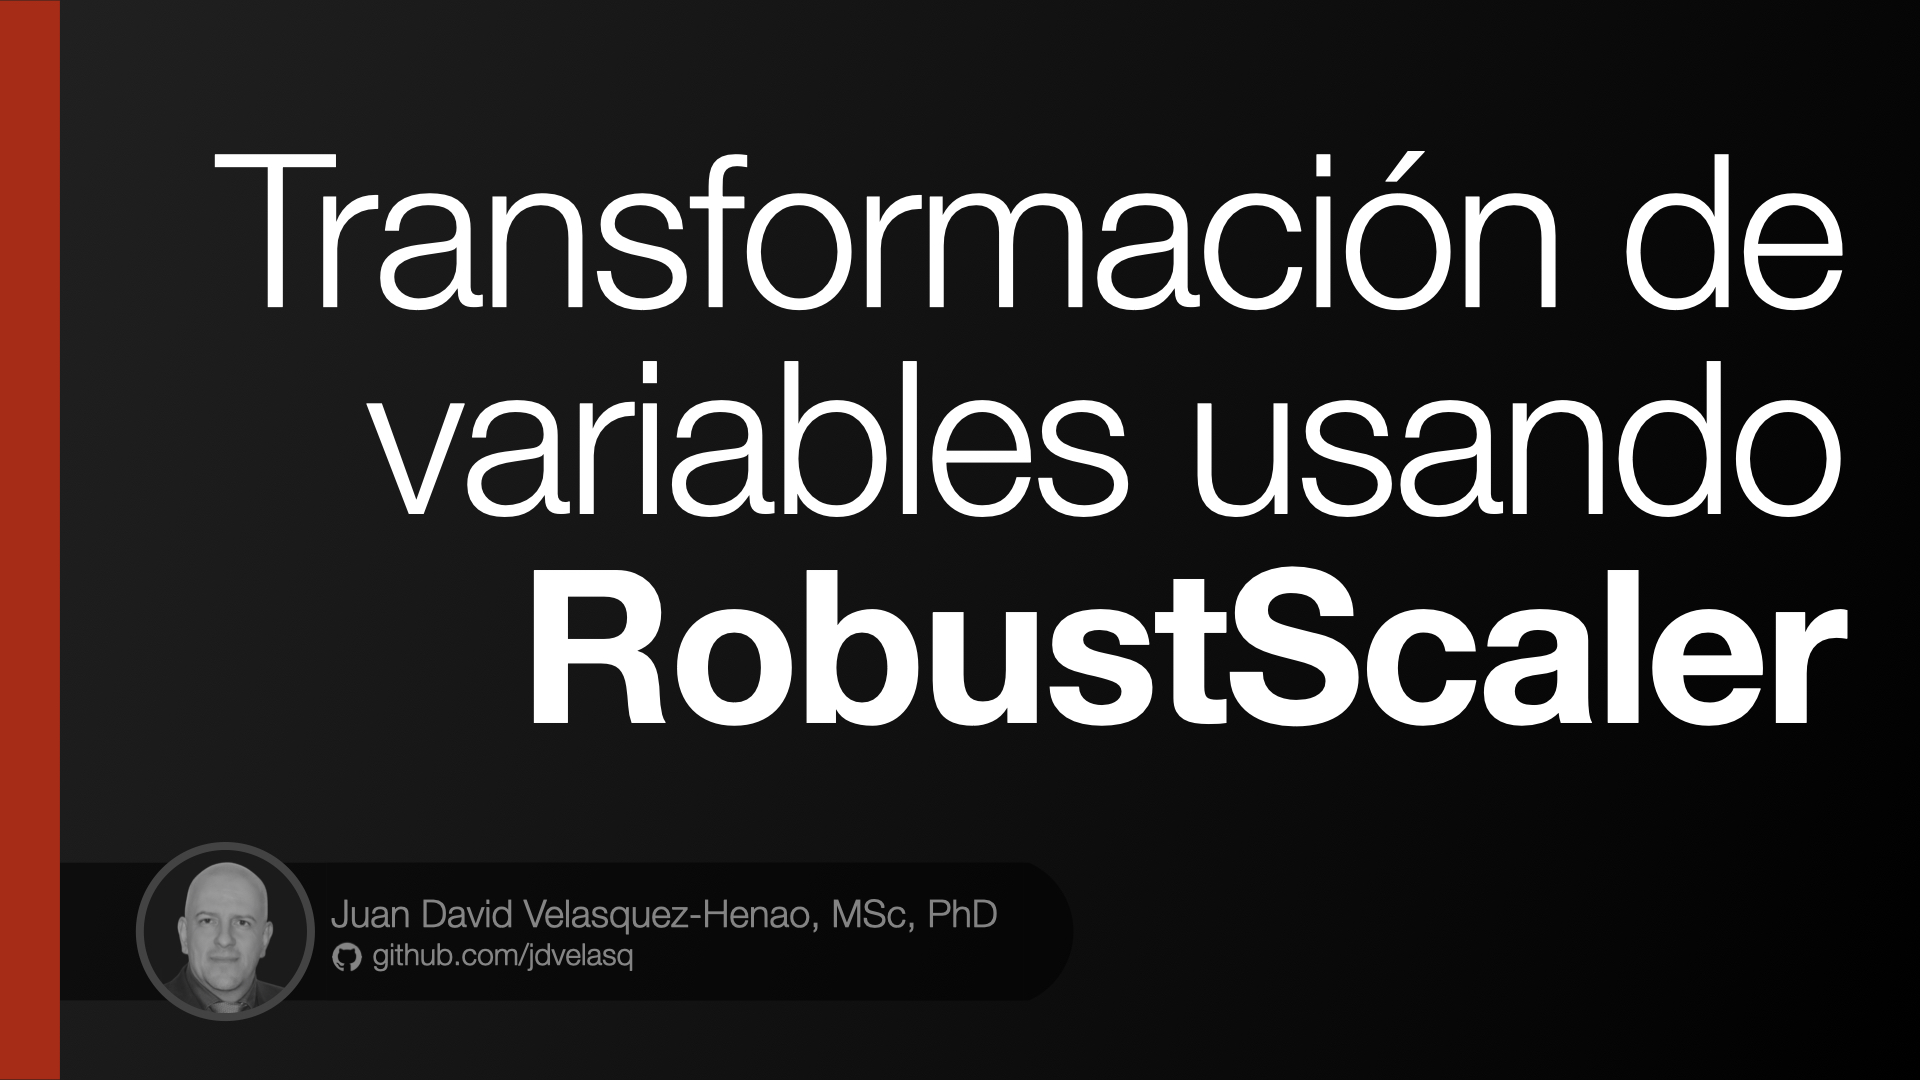 Transformación de
variables usando
RobustScaler
Juan David Velasquez-Henao, MSc, PhD
github.com/jdvelasq